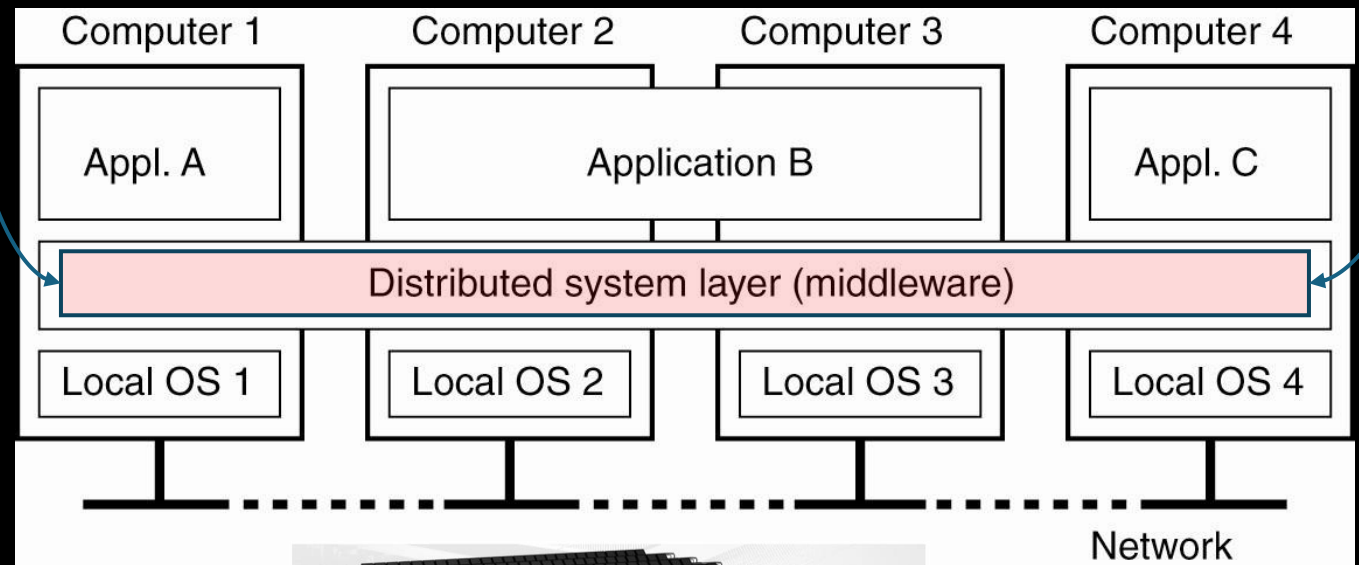 Computer 1
Computer 2
Computer 3
Computer 4
Appl. A
Application B
Appl. C
Distributed system layer (middleware)
Local OS 1
Local OS 2
Local OS 3
Local OS 4
Network